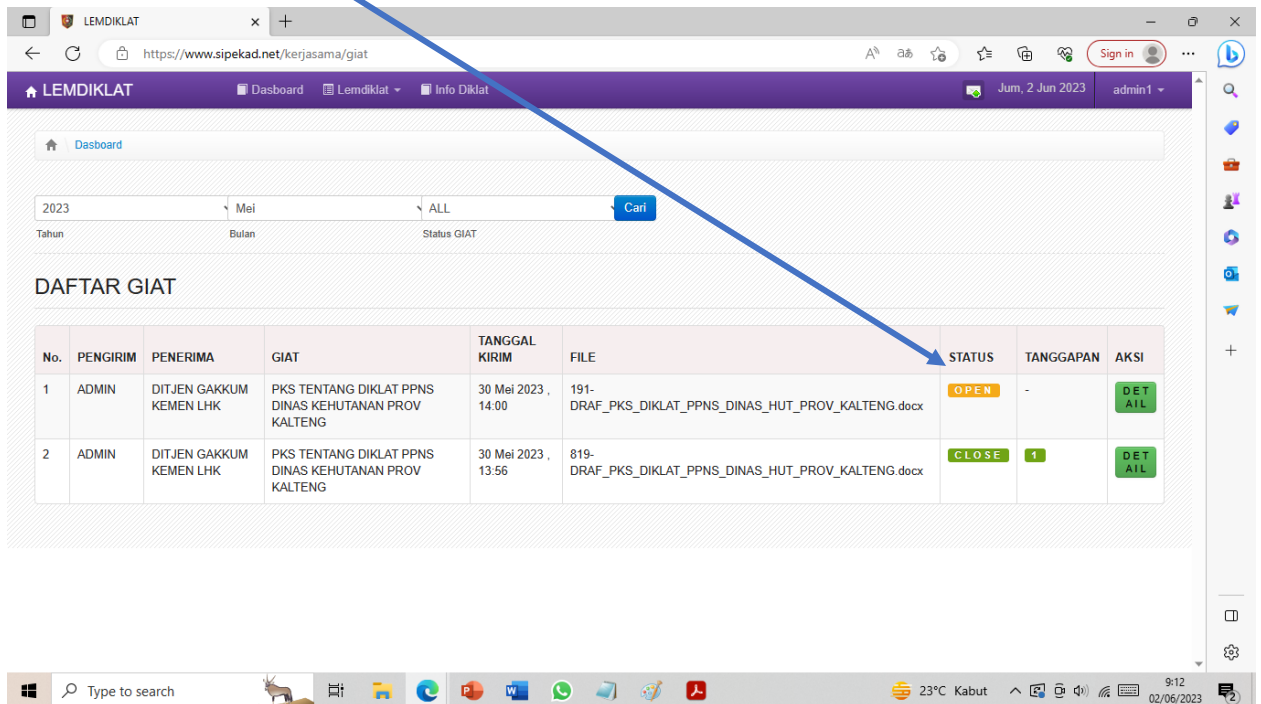 LEMDIKLAT
https://www.sipekad.net/kerjasama/giat
Sign in
LEMDIKLAT Dasboard Lemdiklat Info Diklat Jum, 2 Jun 2023 admin1
Dasboard
2023 Mei ALL Cari
Tahun Bulan Status GIAT
DAFTAR GIAT
No. PENGIRIM PENERIMA GIAT TANGGAL KIRIM FILE STATUS TANGGAPAN AKSI
1 ADMIN DITJEN GAKKUM PKS TENTANG DIKLAT PPNS 30 Mei 2023 , 191- OPEN - DET
KEMEN LHK DINAS KEHUTANAN PROV 14:00 DRAF_PKS_DIKLAT_PPNS_DINAS_HUT_PROV_KALTENG.docx AIL
KALTENG
2 ADMIN DITJEN GAKKUM PKS TENTANG DIKLAT PPNS 30 Mei 2023 , 819- CLOSE 1 DET
KEMEN LHK DINAS KEHUTANAN PROV 13:56 DRAF_PKS_DIKLAT_PPNS_DINAS_HUT_PROV_KALTENG.docx AIL
KALTENG
Type to search 23°C Kabut 9:12
02/06/2023 2